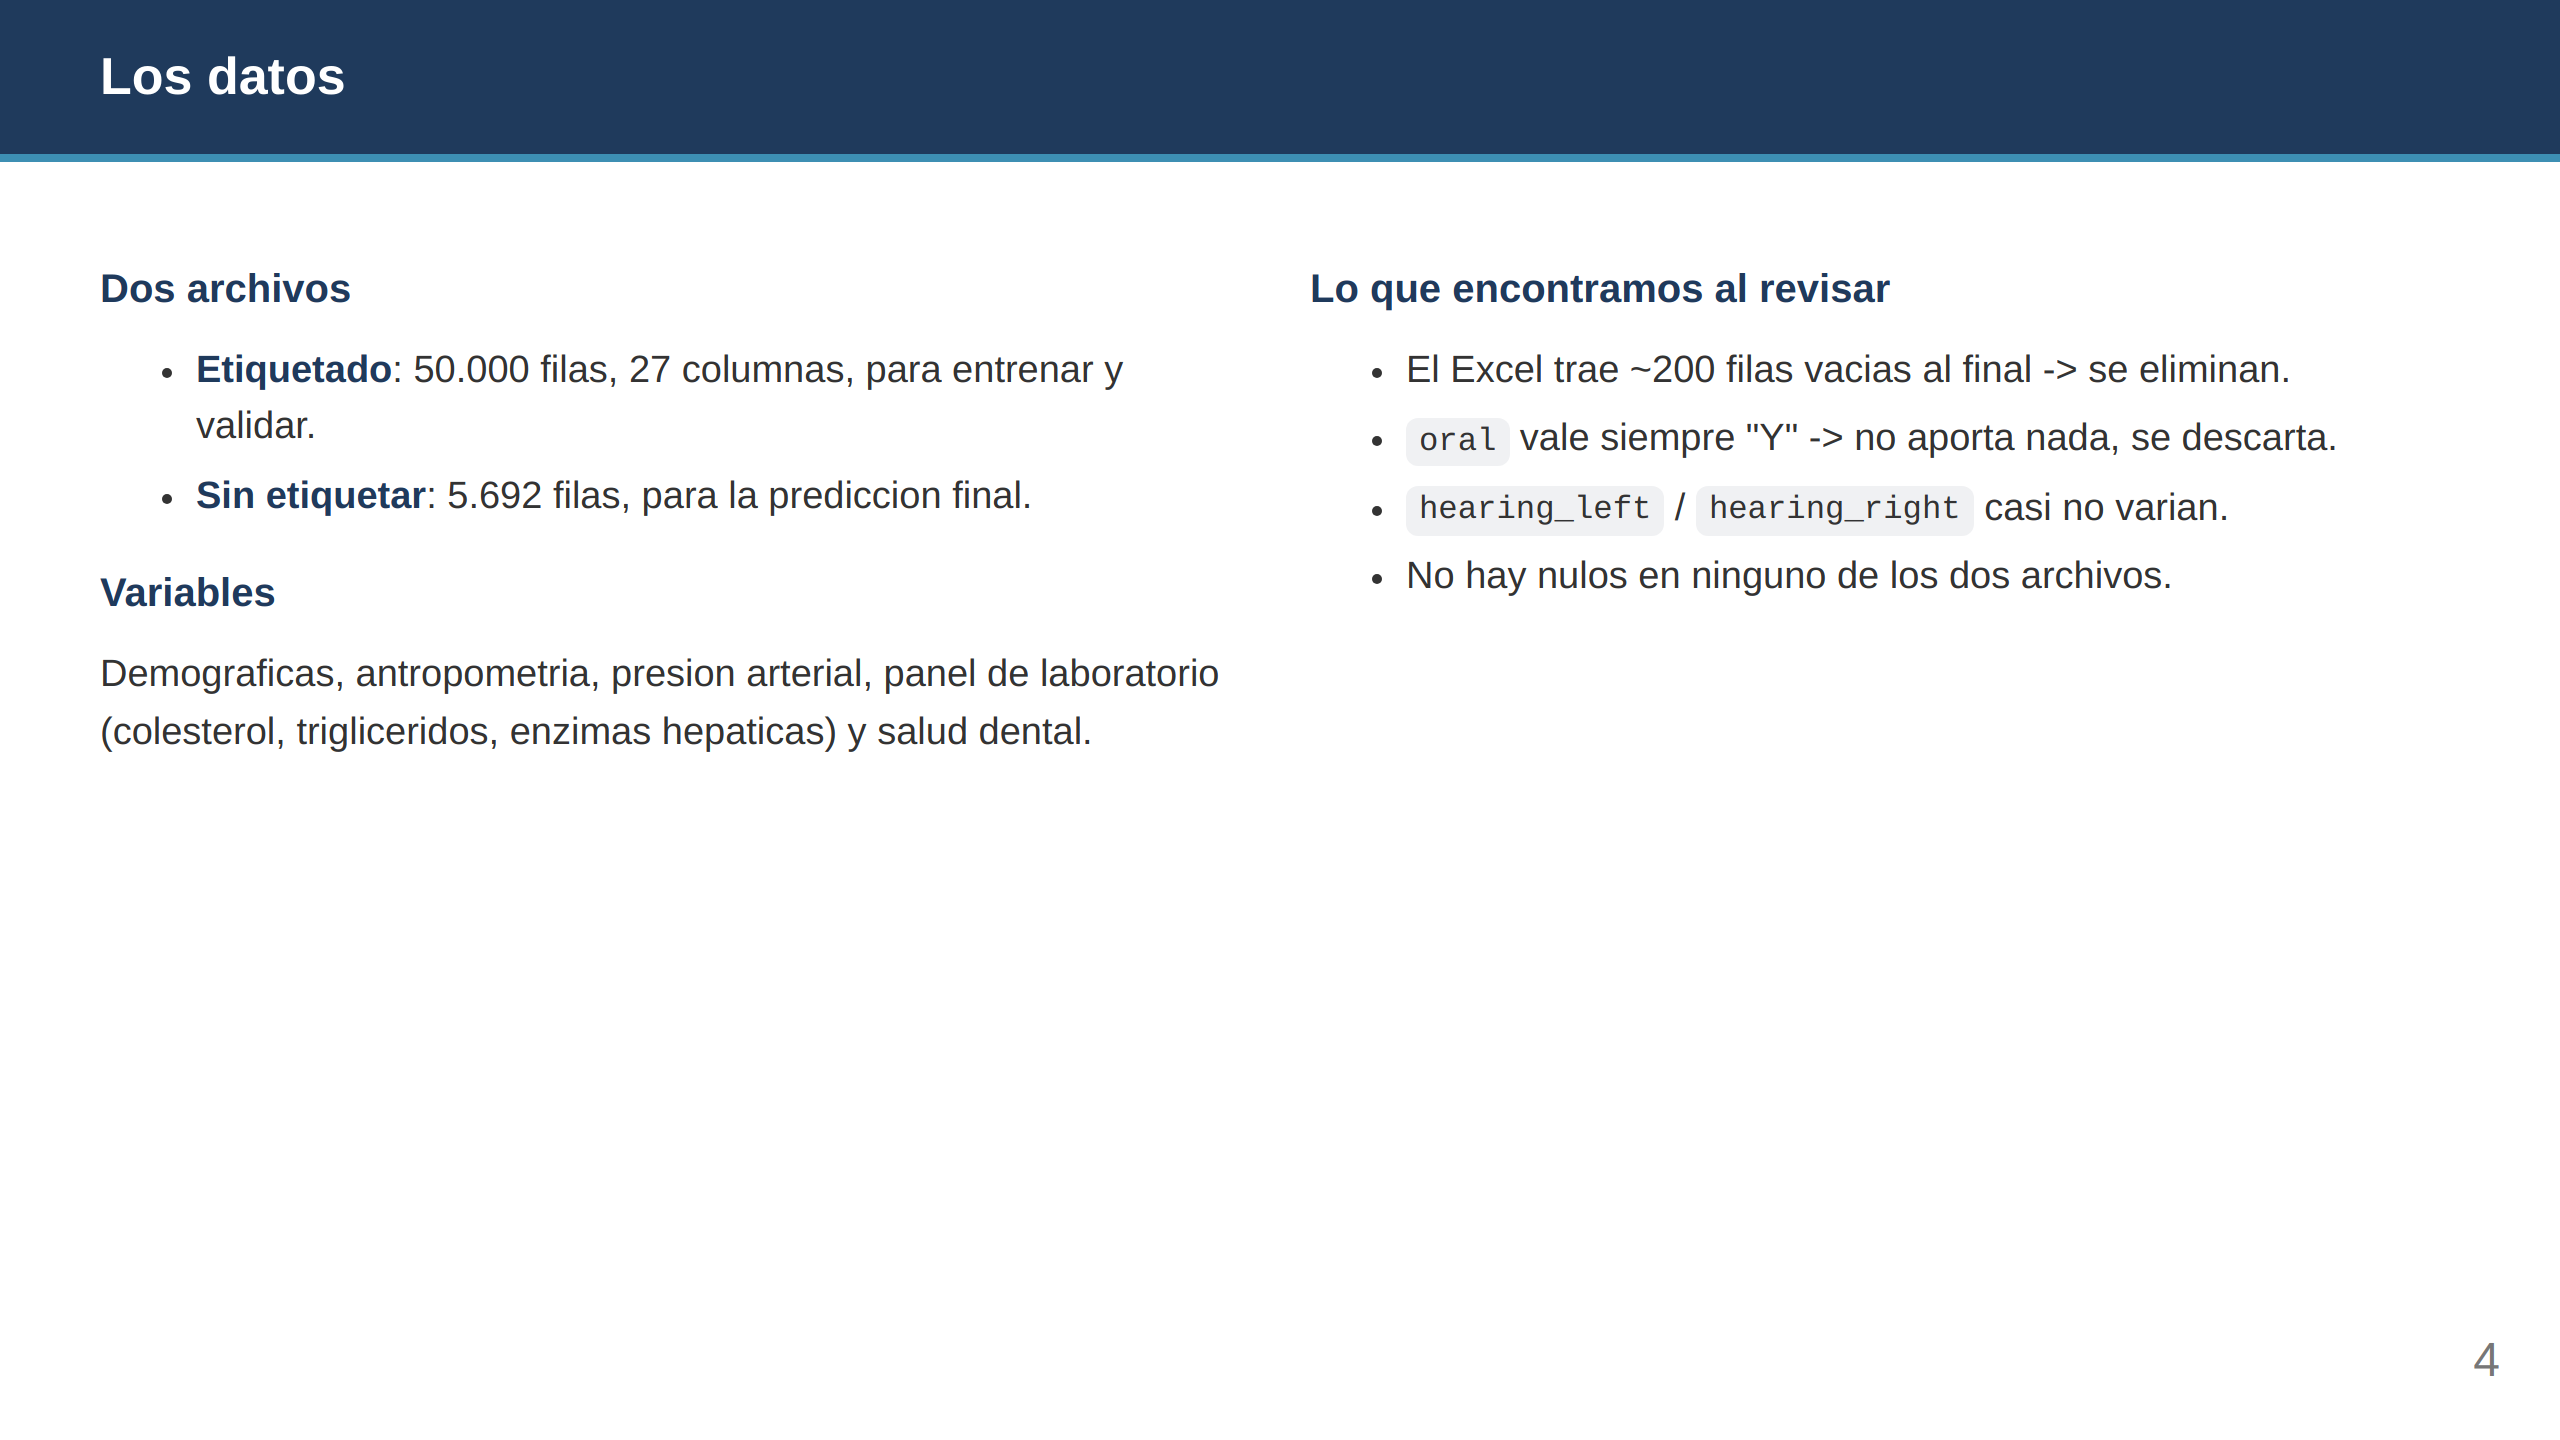 Los datos
Dos archivos
• Etiquetado: 50.000 filas, 27 columnas, para entrenar y
validar.
• Sin etiquetar: 5.692 filas, para la prediccion final.
Variables
Demograficas, antropometria, presion arterial, panel de laboratorio
(colesterol, trigliceridos, enzimas hepaticas) y salud dental.
Lo que encontramos al revisar
• El Excel trae ~200 filas vacias al final -> se eliminan.
• oral vale siempre "Y" -> no aporta nada, se descarta.
• hearing_left / hearing_right casi no varian.
• No hay nulos en ninguno de los dos archivos.
4